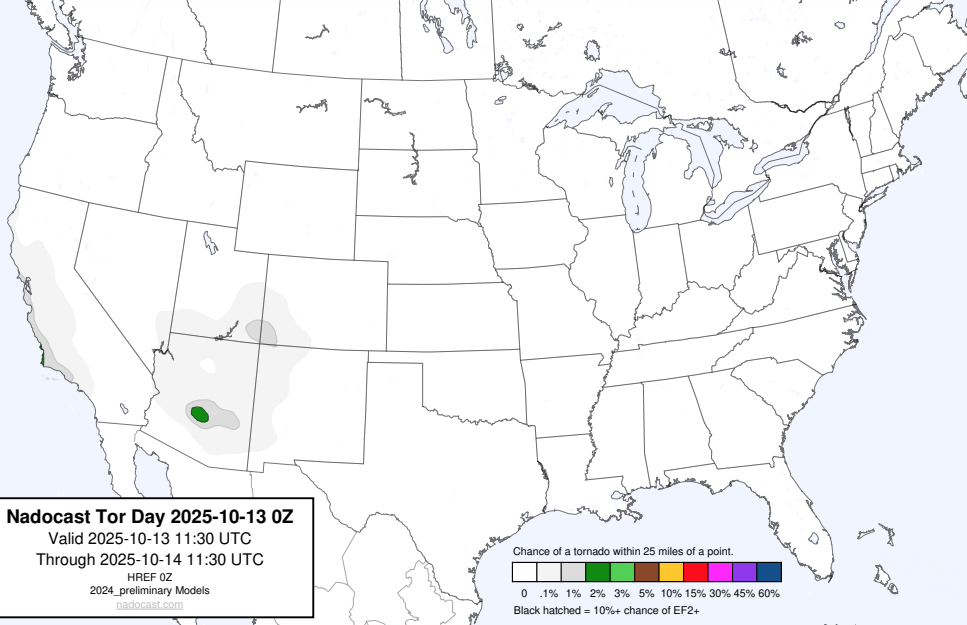 Nadocast Tor Day 2025-10-13 0Z
Valid 2025-10-13 11:30 UTC
Through 2025-10-14 11:30 UTC
HREF 0Z
2024_preliminary Models
nadocast.com
Chance of a tornado within 25 miles of a point.
0 .1% 1% 2% 3% 5% 10% 15% 30% 45% 60%
Black hatched = 10%+ chance of EF2+